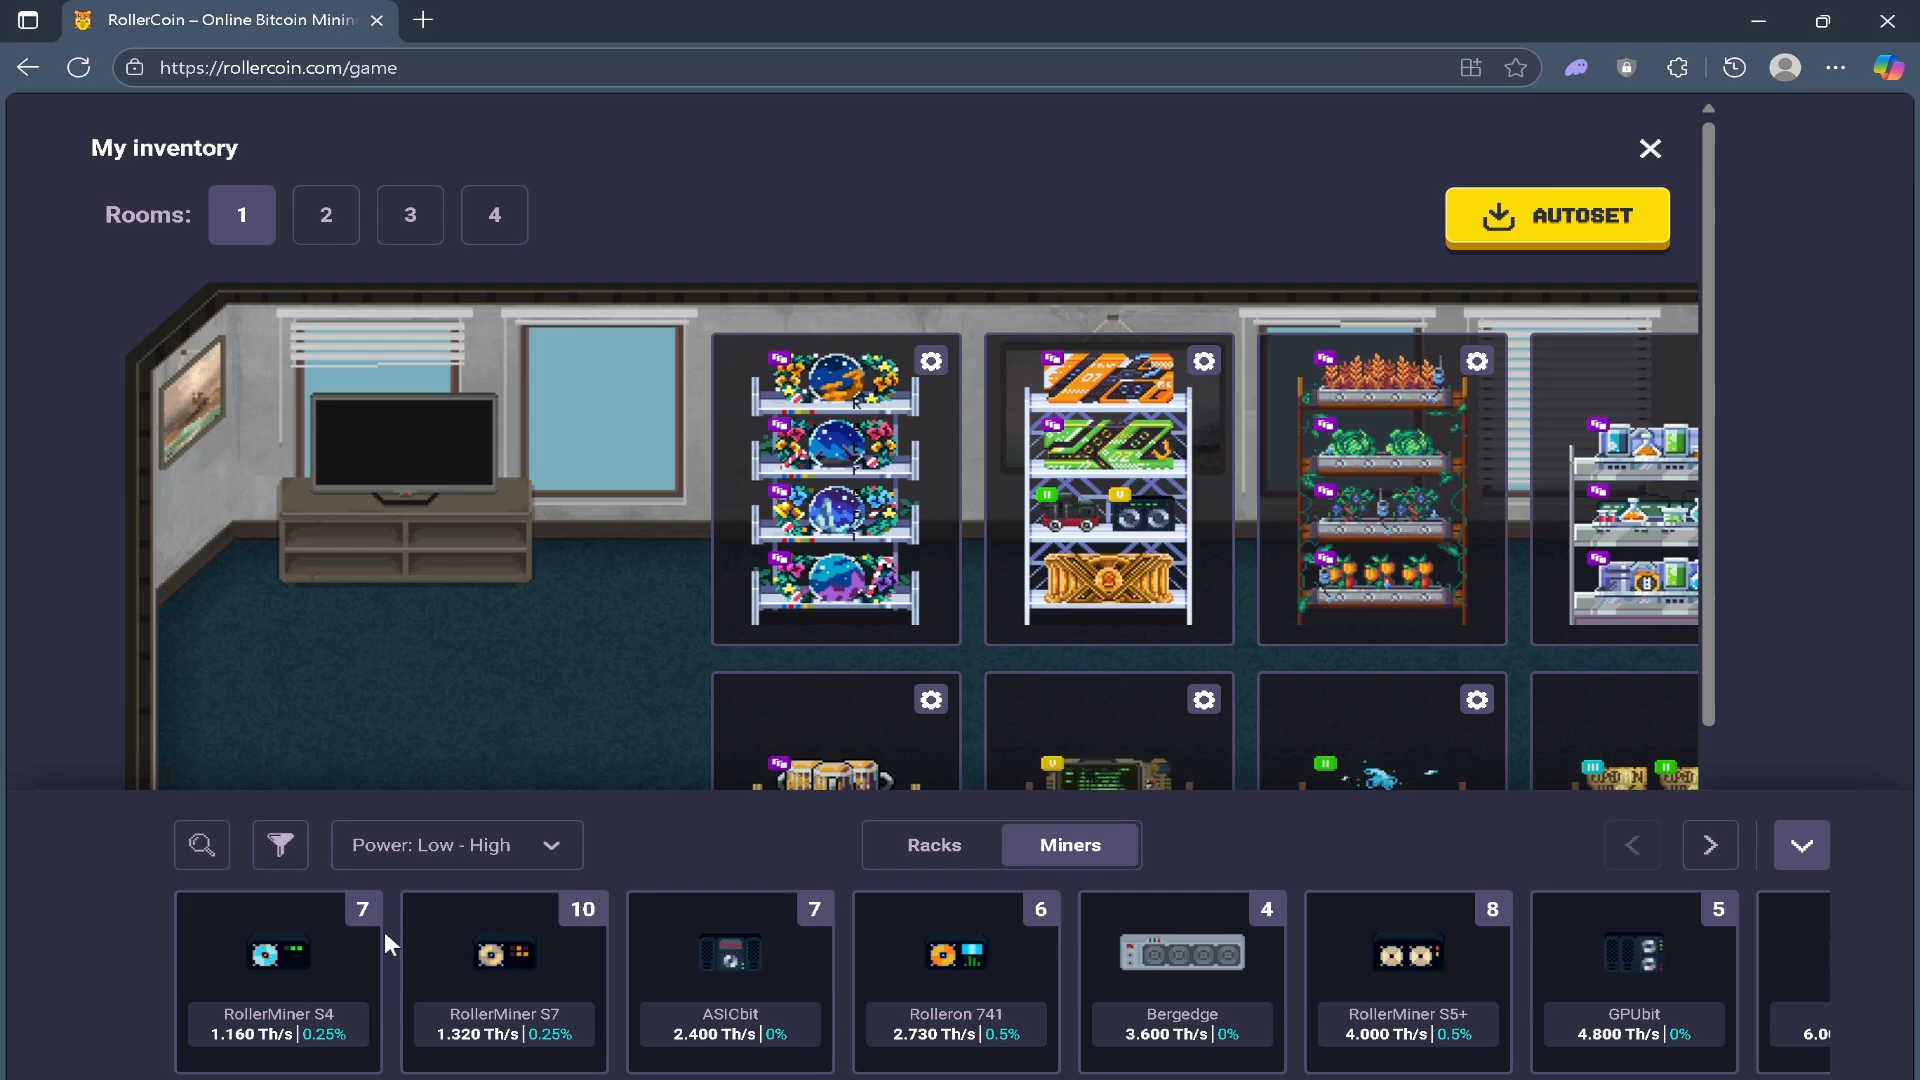 RollerCoin – Online Bitcoin Minin
https://rollercoin.com/game
My inventory
Rooms: 1 2 3 4
AUTOSET
Power: Low - High
Racks Miners
7 10 7 6 4 8 5
RollerMiner S4 RollerMiner S7 ASICbit Rolleron 741 Bergedge RollerMiner S5+ GPUbit
1.160 Th/s|0.25% 1.320 Th/s|0.25% 2.400 Th/s|0% 2.730 Th/s|0.5% 3.600 Th/s|0% 4.000 Th/s|0.5% 4.800 Th/s|0% 6.0